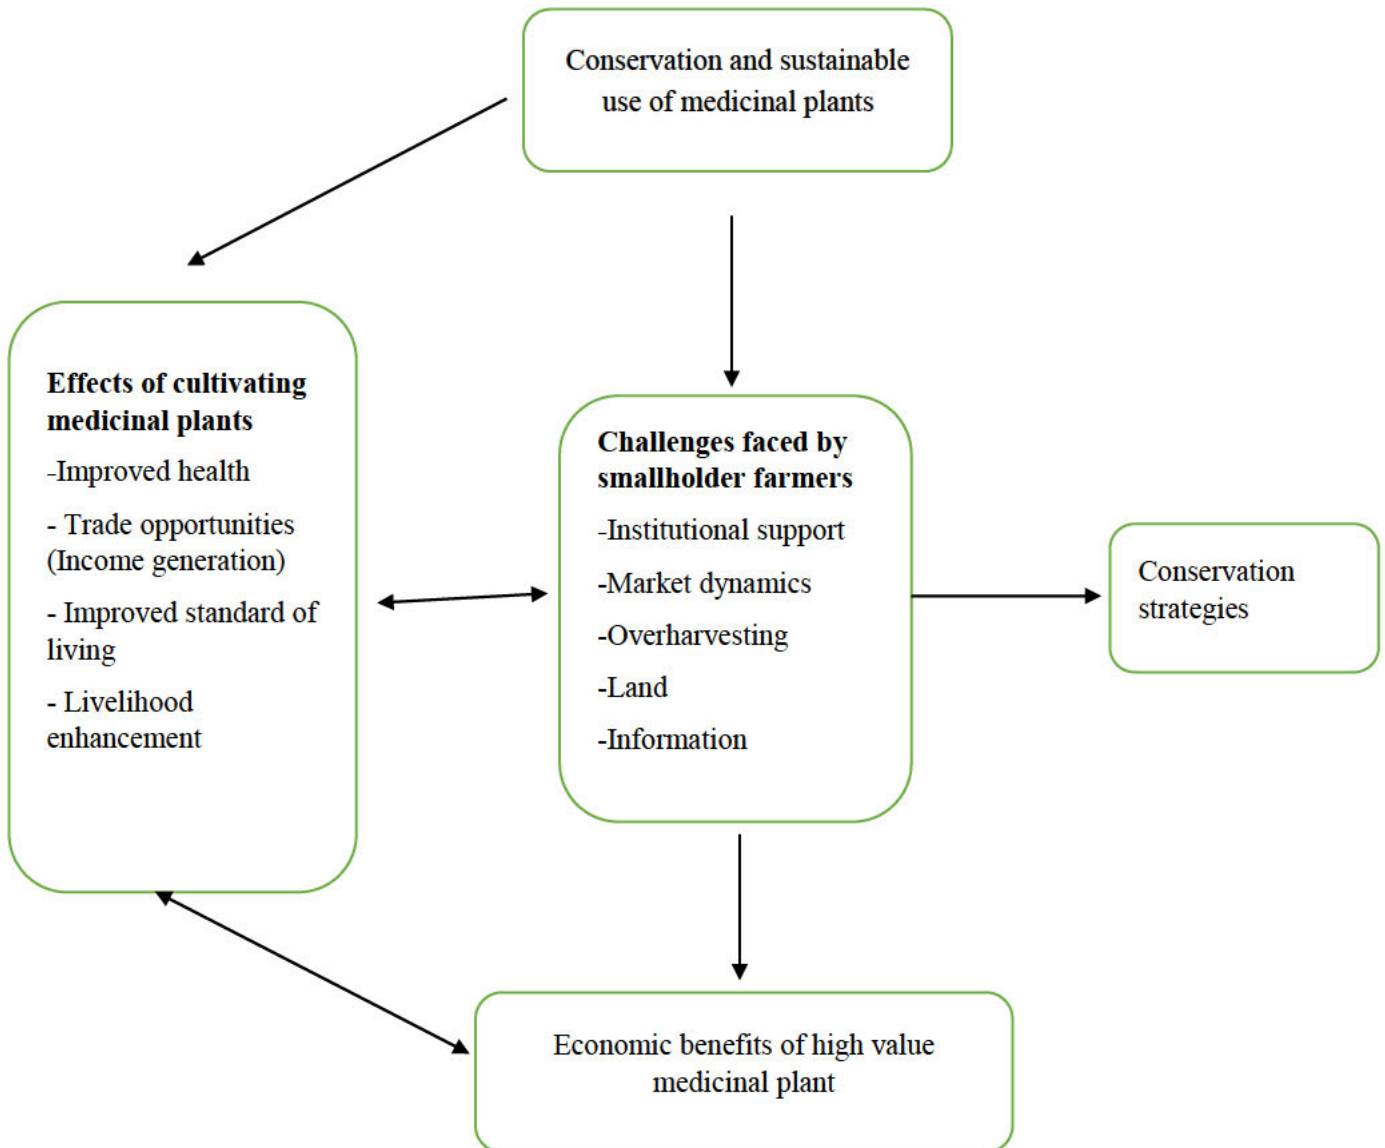 Conservation and sustainable
use of medicinal plants
Effects of cultivating
medicinal plants
-Improved health
- Trade opportunities
(Income generation)
- Improved standard of
living
- Livelihood
enhancement
Challenges faced by
smallholder farmers
-Institutional support
-Market dynamics
-Overharvesting
-Land
-Information
Conservation
strategies
Economic benefits of high value
medicinal plant